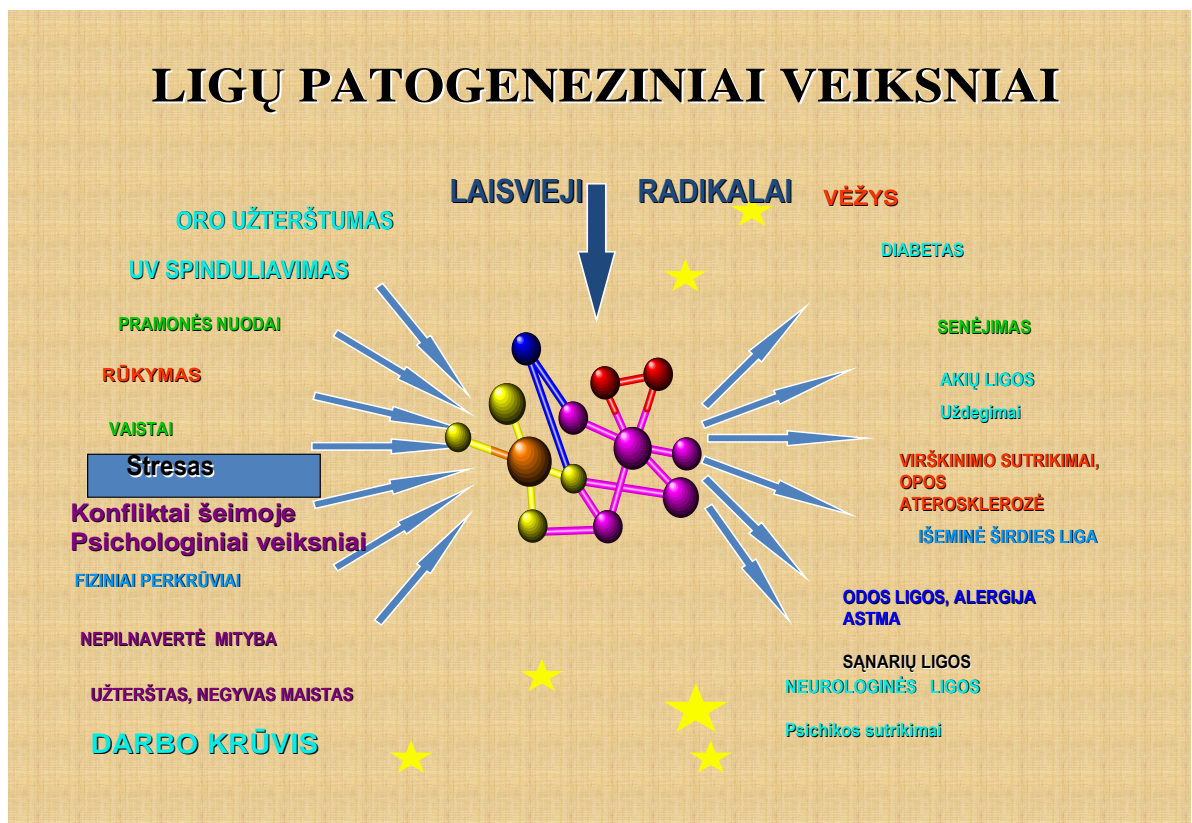 LIGŲ PATOGENEZINIAI VEIKSNIAI
LAISVIEJI RADIKALAI
ORO UŽTERŠTUMAS
UV SPINDULIAVIMAS
PRAMONĖS NUODAI
RŪKYMAS
VAISTAI
Stresas
Konfliktai šeimoje
Psichologiniai veiksniai
FIZINIAI PERKRŪVIAI
NEPILNAVERTĖ MITYBA
UŽTERŠTAS, NEGYVAS MAISTAS
DARBO KRŪVIS
VĖŽYS
DIABETAS
SENĖJIMAS
AKIŲ LIGOS
Uždegimai
VIRŠKINIMO SUTRIKIMAI,
OPOS
ATEROSKLEROZĖ
IŠEMINĖ ŠIRDIES LIGA
ODOS LIGOS, ALERGIJA
ASTMA
SĄNARIŲ LIGOS
NEUROLOGINĖS LIGOS
Psichikos sutrikimai